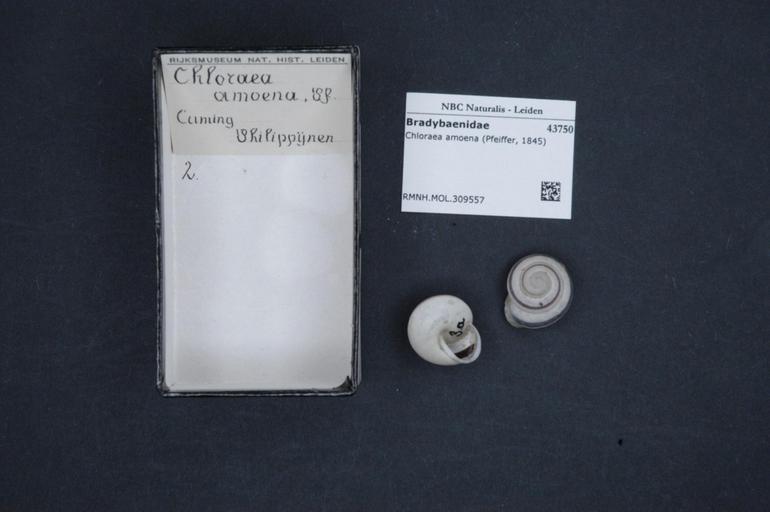 RIJKSMUSEUM NAT. HIST. LEIDEN
Chloraea
amoena, Pf.
Cuming
Philippijnen
2.
NBC Naturalis - Leiden
Bradybaenidae 43750
Chloraea amoena (Pfeiffer, 1845)
RMNH.MOL.309557